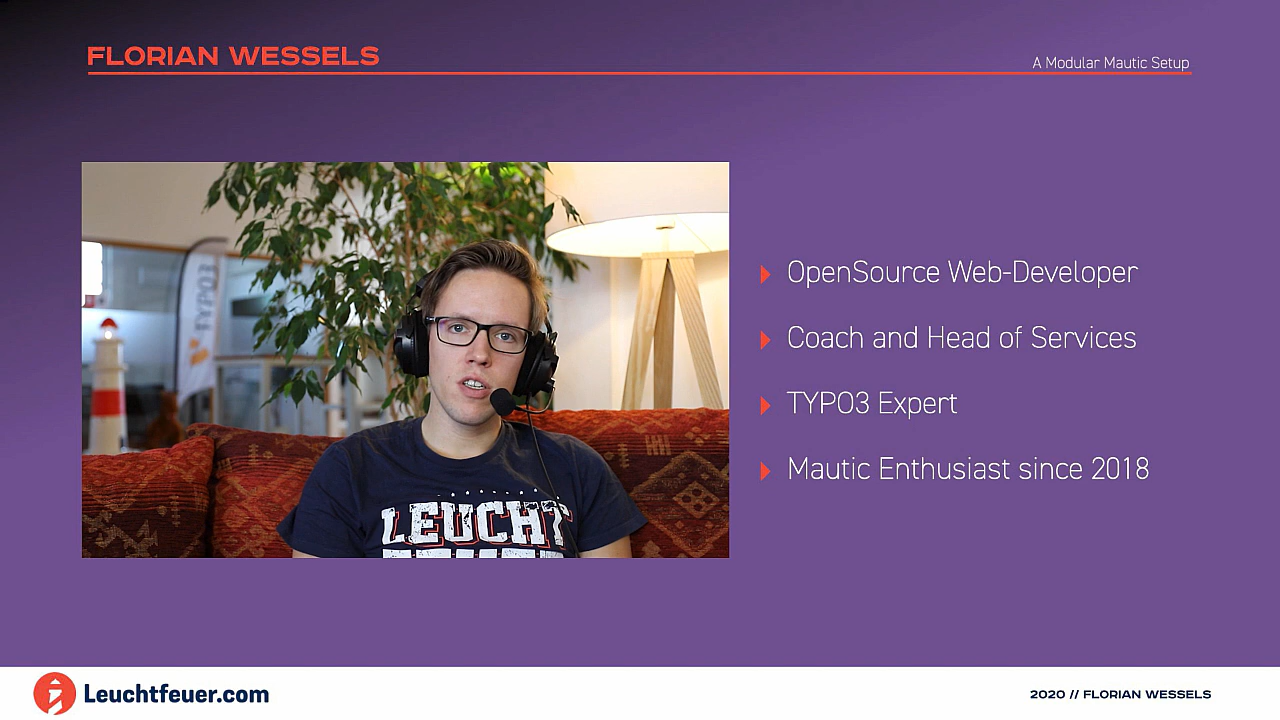 FLORIAN WESSELS
A Modular Mautic Setup
TYPO3
OpenSource Web-Developer
Coach and Head of Services
TYPO3 Expert
Mautic Enthusiast since 2018
LEUCHT
Leuchtfeuer.com
2020 // FLORIAN WESSELS